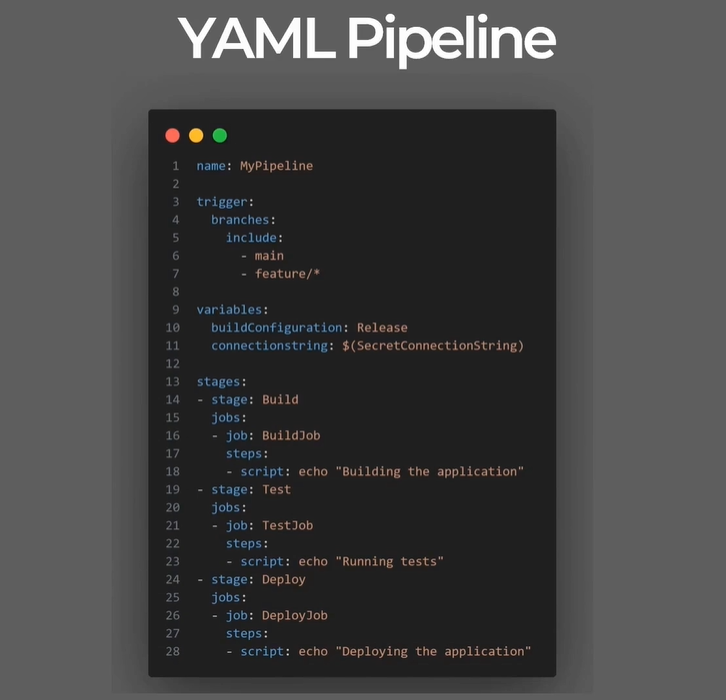 YAML Pipeline
1 name: MyPipeline
2
3 trigger:
4   branches:
5     include:
6       - main
7       - feature/*
8
9 variables:
10   buildConfiguration: Release
11   connectionstring: $(SecretConnectionString)
12
13 stages:
14 - stage: Build
15   jobs:
16   - job: BuildJob
17     steps:
18     - script: echo "Building the application"
19 - stage: Test
20   jobs:
21   - job: TestJob
22     steps:
23     - script: echo "Running tests"
24 - stage: Deploy
25   jobs:
26   - job: DeployJob
27     steps:
28     - script: echo "Deploying the application"